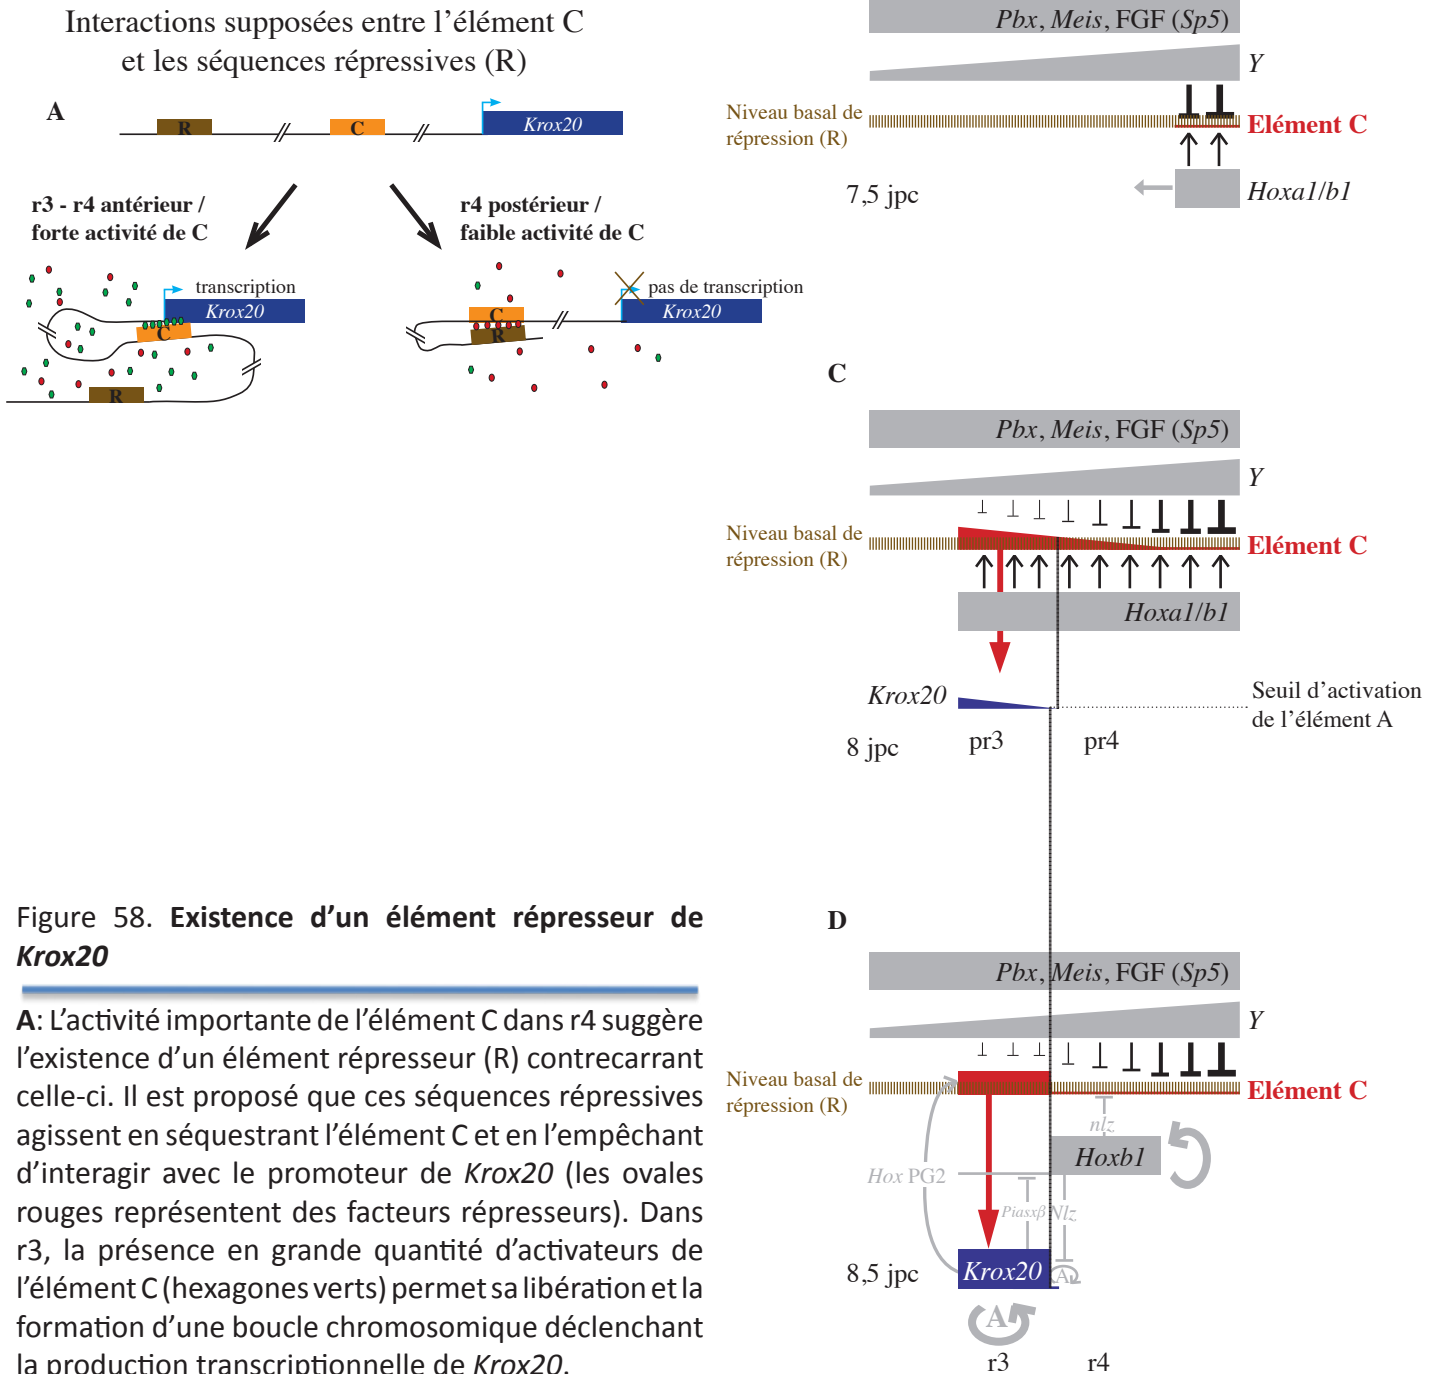 Interactions supposées entre l'élément C
et les séquences répressives (R)
A
R
C
Krox20
r3 - r4 antérieur /
forte activité de C
r4 postérieur /
faible activité de C
transcription
Krox20
C
R
pas de transcription
Krox20
C
R
Pbx, Meis, FGF (Sp5)
Y
Niveau basal de
répression (R)
Elément C
7,5 jpc
Hoxa1/b1
C
Pbx, Meis, FGF (Sp5)
Y
Niveau basal de
répression (R)
Elément C
Hoxa1/b1
Krox20
Seuil d'activation
de l'élément A
8 jpc
pr3
pr4
Figure 58. Existence d'un élément répresseur de
Krox20
A: L'activité importante de l'élément C dans r4 suggère
l'existence d'un élément répresseur (R) contrecarrant
celle-ci. Il est proposé que ces séquences répressives
agissent en séquestrant l'élément C et en l'empêchant
d'interagir avec le promoteur de Krox20 (les ovales
rouges représentent des facteurs répresseurs). Dans
r3, la présence en grande quantité d'activateurs de
l'élément C (hexagones verts) permet sa libération et la
formation d'une boucle chromosomique déclenchant
la production transcriptionnelle de Krox20.
D
Pbx, Meis, FGF (Sp5)
Y
Niveau basal de
répression (R)
Elément C
nlz
Hoxb1
Hox PG2
Piasxβ
Nlz
8,5 jpc
Krox20
A
A
r3
r4